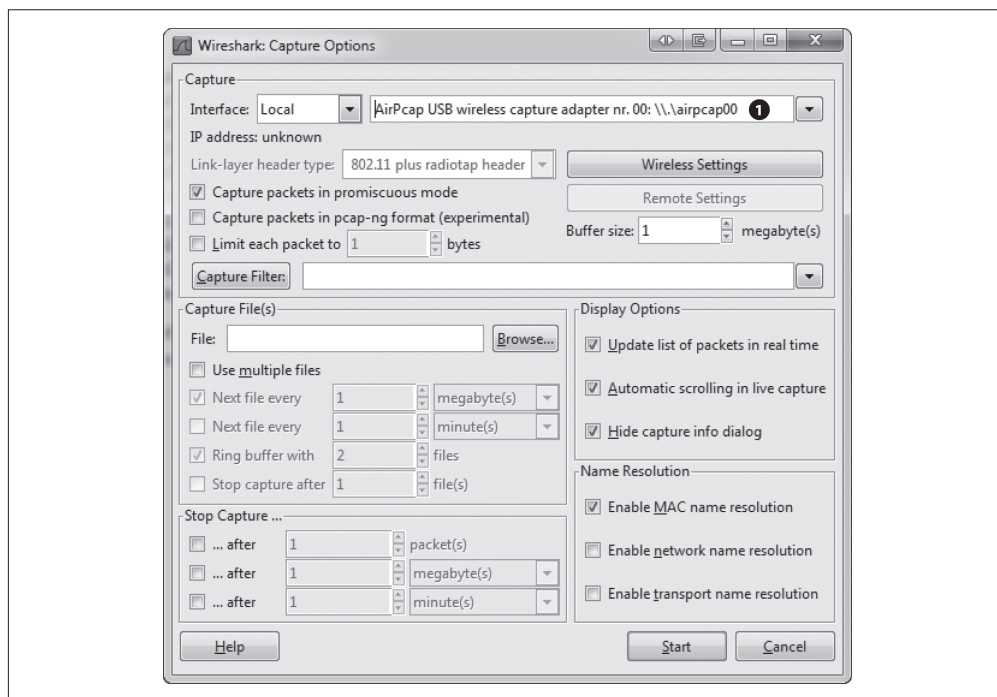 Wireshark: Capture Options
Capture
Interface: Local AirPcap USB wireless capture adapter nr. 00: \\.\airpcap00 1
IP address: unknown
Link-layer header type: 802.11 plus radiotap header Wireless Settings
Capture packets in promiscuous mode Remote Settings
Capture packets in pcap-ng format (experimental) Buffer size: 1 megabyte(s)
Limit each packet to 1 bytes
Capture Filter:
Capture File(s)
File: Browse...
Use multiple files
Next file every 1 megabyte(s)
Next file every 1 minute(s)
Ring buffer with 2 files
Stop capture after 1 file(s)
Stop Capture ...
... after 1 packet(s)
... after 1 megabyte(s)
... after 1 minute(s)
Display Options
Update list of packets in real time
Automatic scrolling in live capture
Hide capture info dialog
Name Resolution
Enable MAC name resolution
Enable network name resolution
Enable transport name resolution
Help Start Cancel